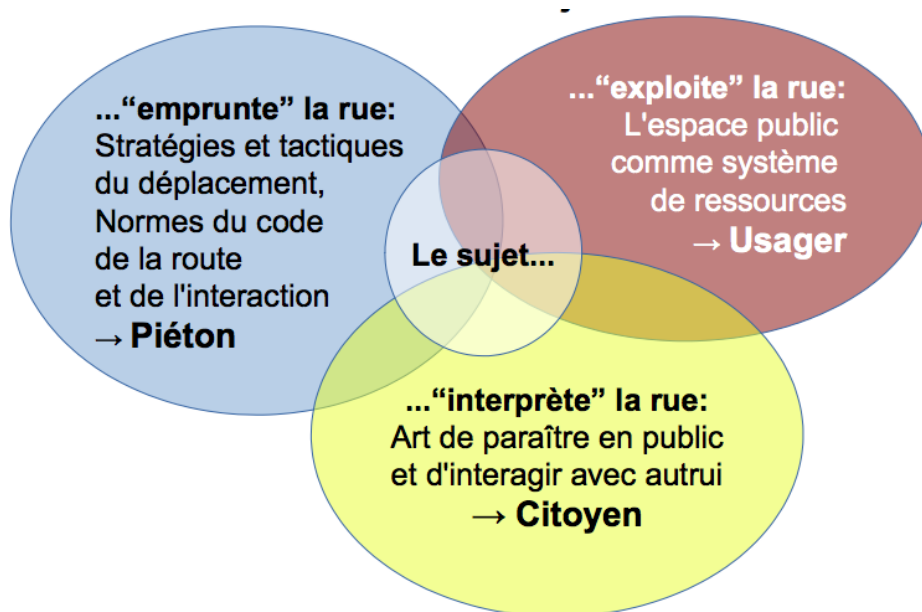 ..."emprunte" la rue:
Stratégies et tactiques
du déplacement,
Normes du code
de la route
et de l'interaction
→ Piéton
..."exploite" la rue:
L'espace public
comme système
de ressources
→ Usager
Le sujet...
..."interprète" la rue:
Art de paraître en public
et d'interagir avec autrui
→ Citoyen